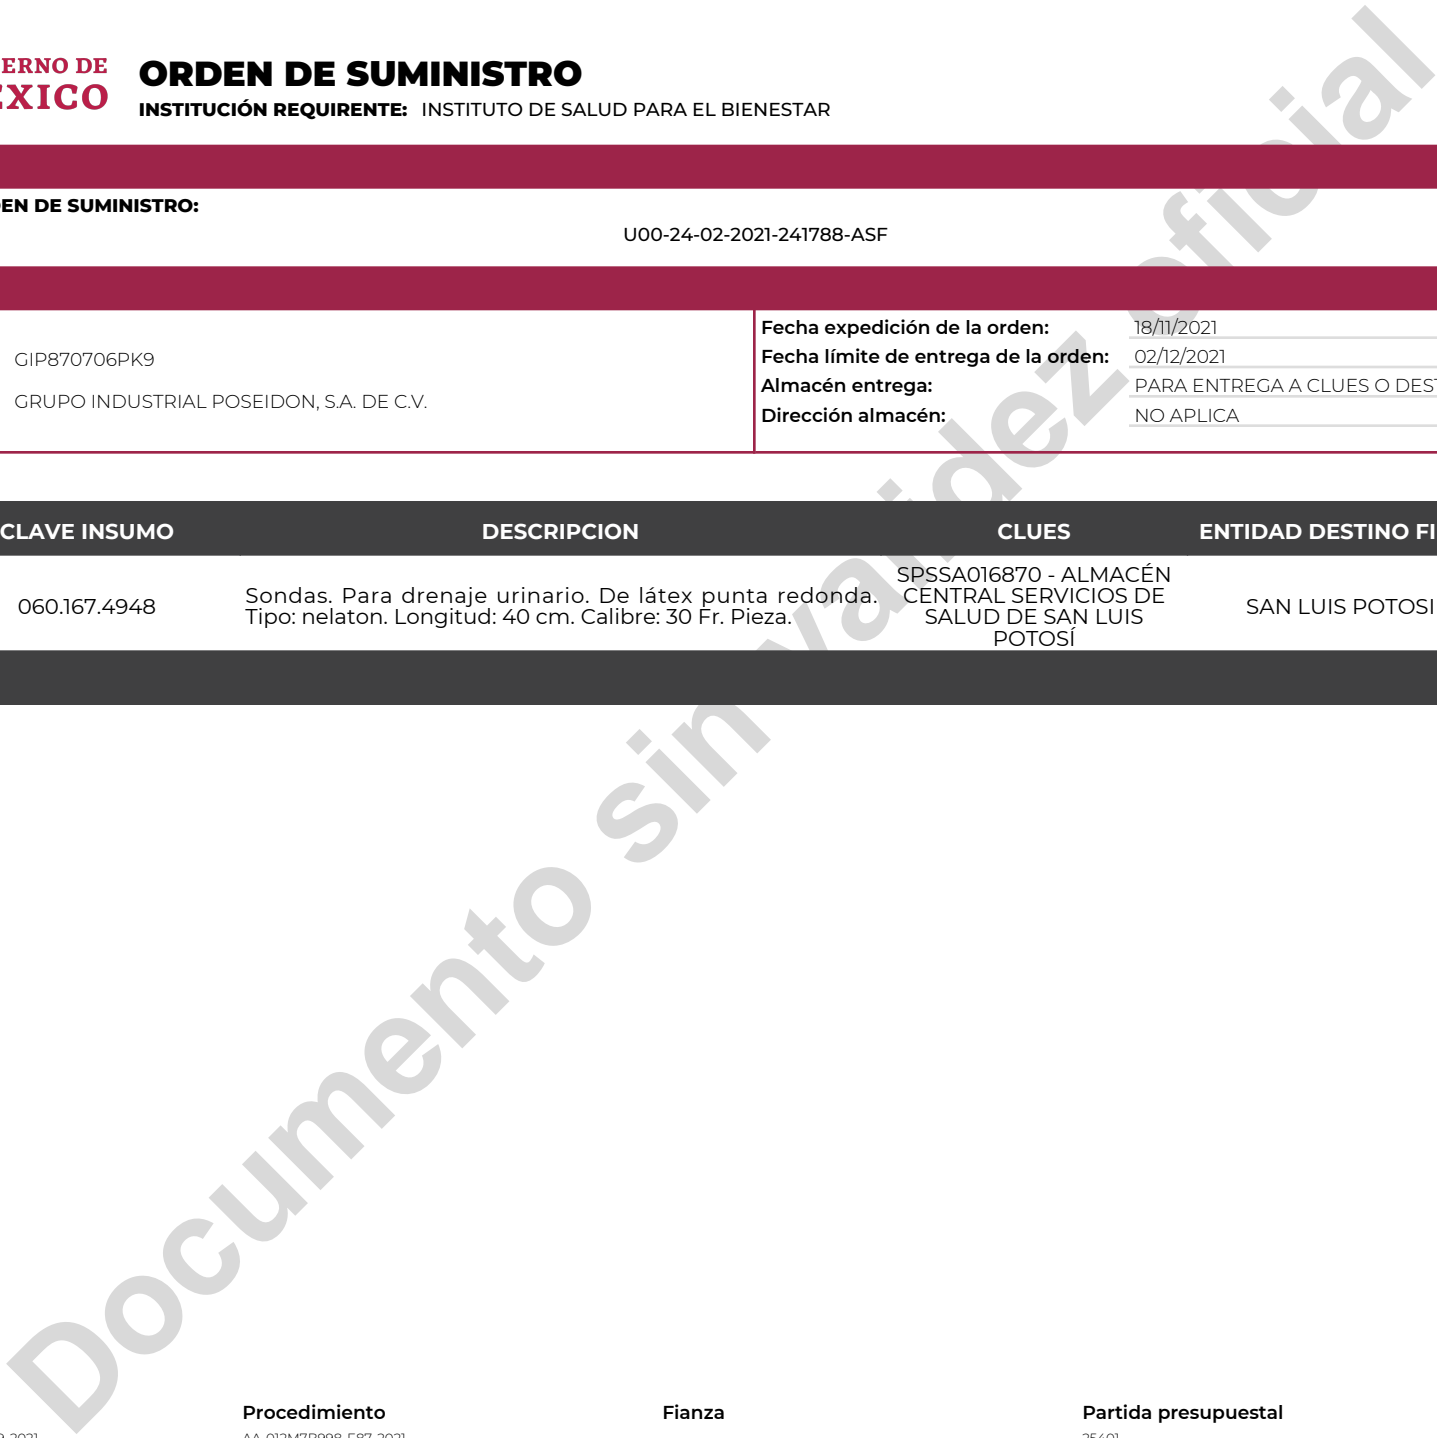 ERNO DE
EXICO
ORDEN DE SUMINISTRO
INSTITUCIÓN REQUIRENTE: INSTITUTO DE SALUD PARA EL BIENESTAR
EN DE SUMINISTRO:
U00-24-02-2021-241788-ASF
GIP870706PK9
GRUPO INDUSTRIAL POSEIDON, S.A. DE C.V.
Fecha expedición de la orden: 18/11/2021
Fecha límite de entrega de la orden: 02/12/2021
Almacén entrega: PARA ENTREGA A CLUES O DEST
Dirección almacén: NO APLICA
CLAVE INSUMO DESCRIPCION CLUES ENTIDAD DESTINO FI
060.167.4948
Sondas. Para drenaje urinario. De látex punta redonda.
Tipo: nelaton. Longitud: 40 cm. Calibre: 30 Fr. Pieza.
SPSSA016870 - ALMACÉN
CENTRAL SERVICIOS DE
SALUD DE SAN LUIS
POTOSÍ
SAN LUIS POTOSI
Documento sin validez oficial
Procedimiento Fianza Partida presupuestal